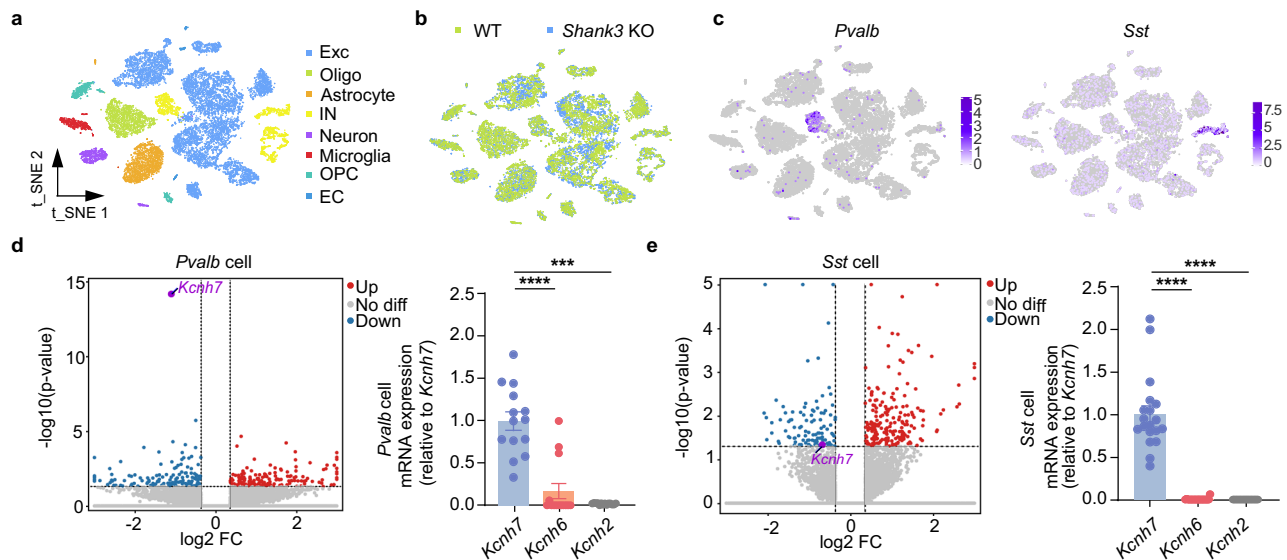 a
Exc
Oligo
Astrocyte
IN
Neuron
Microglia
OPC
EC
t_SNE 2
t_SNE 1
b
WT
Shank3 KO
c
Pvalb
5
4
3
2
1
0
Sst
7.5
5.0
2.5
0
d
Pvalb cell
Kcnh7
15
10
5
0
-log10(p-value)
-2
0
2
log2 FC
Up
No diff
Down
***
****
2.5
2.0
1.5
1.0
0.5
0.0
Pvalb cell
mRNA expression
(relative to Kcnh7)
Kcnh7
Kcnh6
Kcnh2
e
Sst cell
5
4
3
2
1
0
-log10(p-value)
Kcnh7
-2
0
2
log2 FC
Up
No diff
Down
****
****
2.5
2.0
1.5
1.0
0.5
0.0
Sst cell
mRNA expression
(relative to Kcnh7)
Kcnh7
Kcnh6
Kcnh2